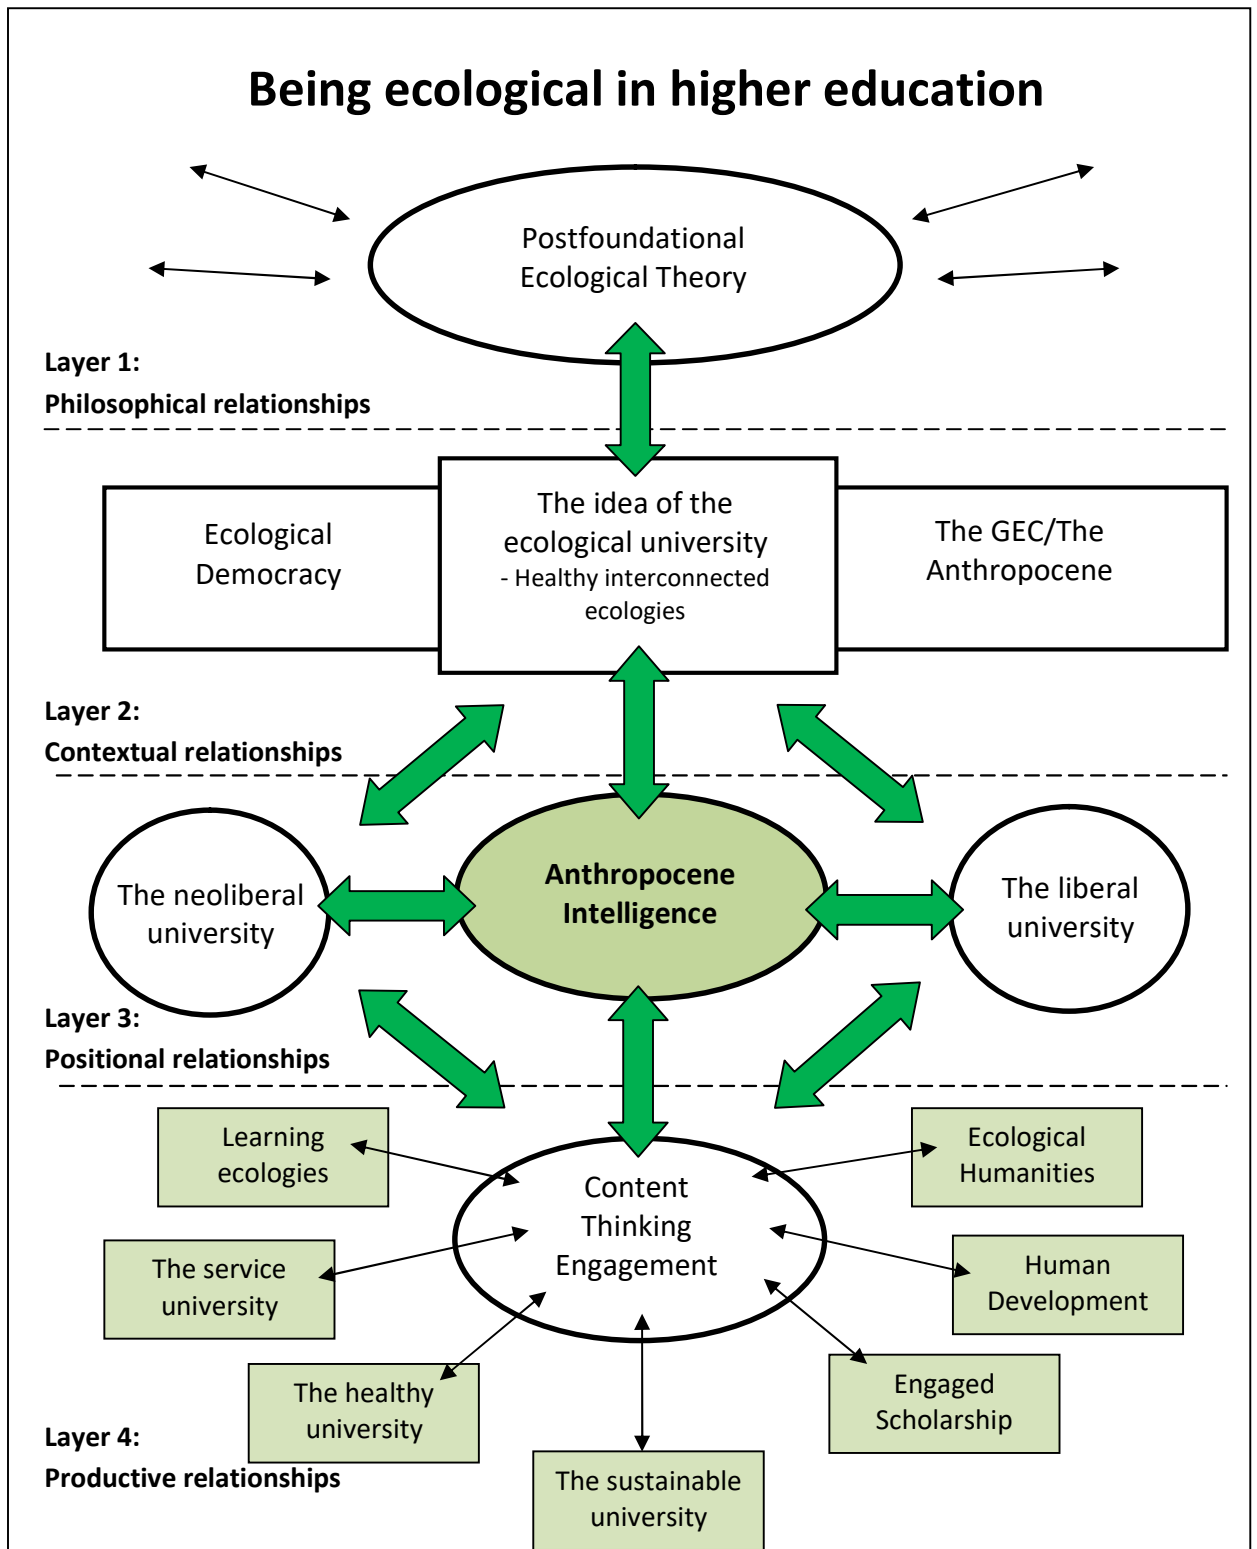 Being ecological in higher education
Postfoundational
Ecological Theory
Layer 1:
Philosophical relationships
Ecological
Democracy
The idea of the
ecological university
- Healthy interconnected
ecologies
The GEC/The
Anthropocene
Layer 2:
Contextual relationships
The neoliberal
university
Anthropocene
Intelligence
The liberal
university
Layer 3:
Positional relationships
Learning
ecologies
Content
Thinking
Engagement
Ecological
Humanities
The service
university
Human
Development
The healthy
university
Engaged
Scholarship
Layer 4:
Productive relationships
The sustainable
university